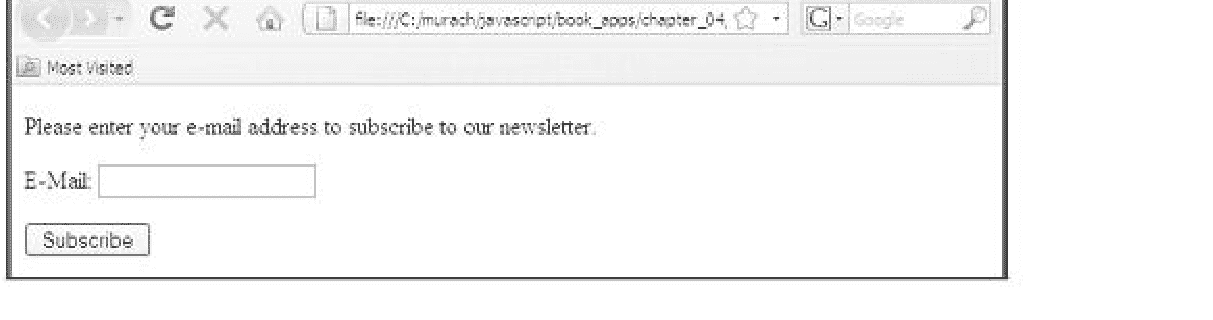 file:///C:/murach/javascript/book_apps/chapter_04,
G Google
Most Visited
Please enter your e-mail address to subscribe to our newsletter.
E-Mail:
Subscribe